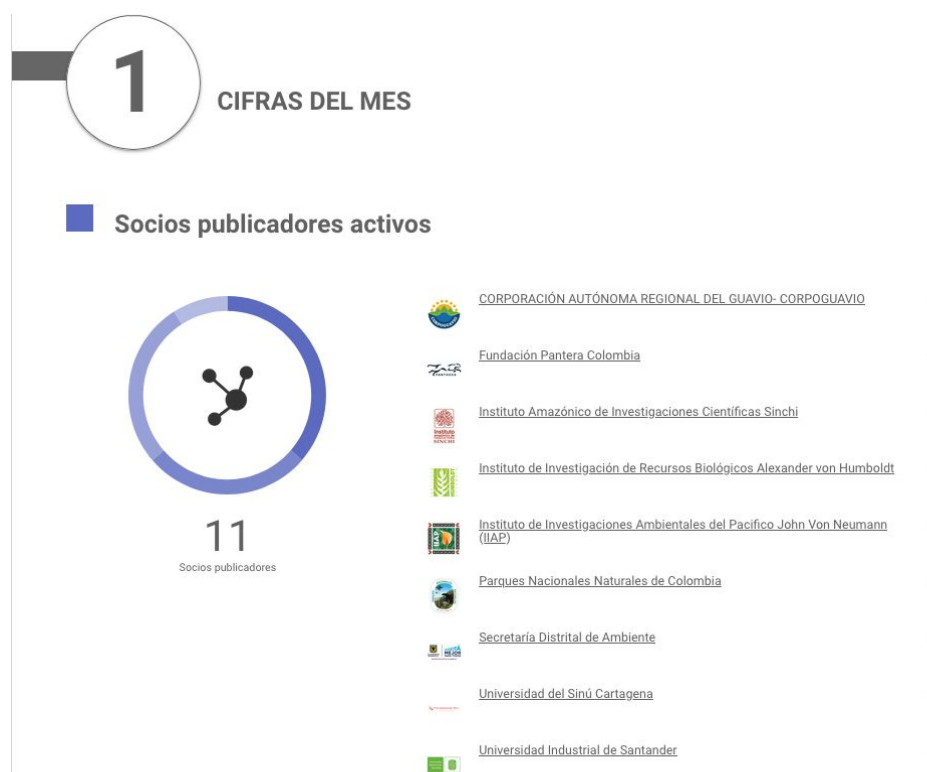 1
CIFRAS DEL MES
Socios publicadores activos
11
Socios publicadores
CORPORACIÓN AUTÓNOMA REGIONAL DEL GUAVIO- CORPOGUAVIO
Fundación Pantera Colombia
Instituto Amazónico de Investigaciones Científicas Sinchi
Instituto de Investigación de Recursos Biológicos Alexander von Humboldt
Instituto de Investigaciones Ambientales del Pacifico John Von Neumann
(IIAP)
Parques Nacionales Naturales de Colombia
Secretaría Distrital de Ambiente
Universidad del Sinú Cartagena
Universidad Industrial de Santander